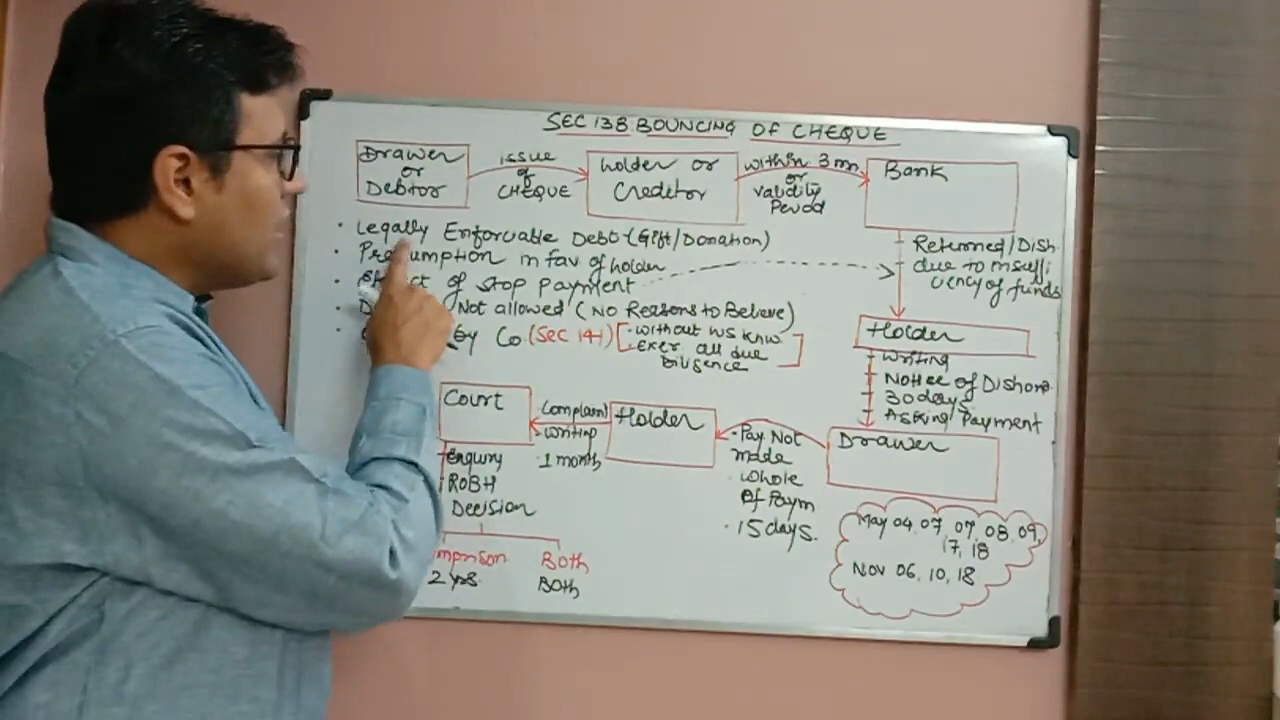 SEC 138 BOUNCING OF CHEQUE
Drawer
or
Debtor
issue
of
CHEQUE
holder or
Creditor
within 3 mn
or
validity
Period
Bank
• Legally Enforceable Debt (Gift/Donation)
• Presumption in fav of holder
• of stop payment
Not allowed (No Reasons to Believe)
• by Co. (Sec 141)
• without WS Knw.
• Exer all due
Diligence
Returned/Dish.
due to insuffi
ciency of funds
Holder
Writing
Notice of Dishono
30 days
Asking Payment
Drawer
• Pay Not
made
whole
of Paym
• 15 days.
Holder
Complaint
• writing
• 1 month
Court
enquiry
ROBH
Decision
mprison
2 yrs
Both
Both
May 04, 07, 07, 08, 09,
17, 18
Nov 06, 10, 18